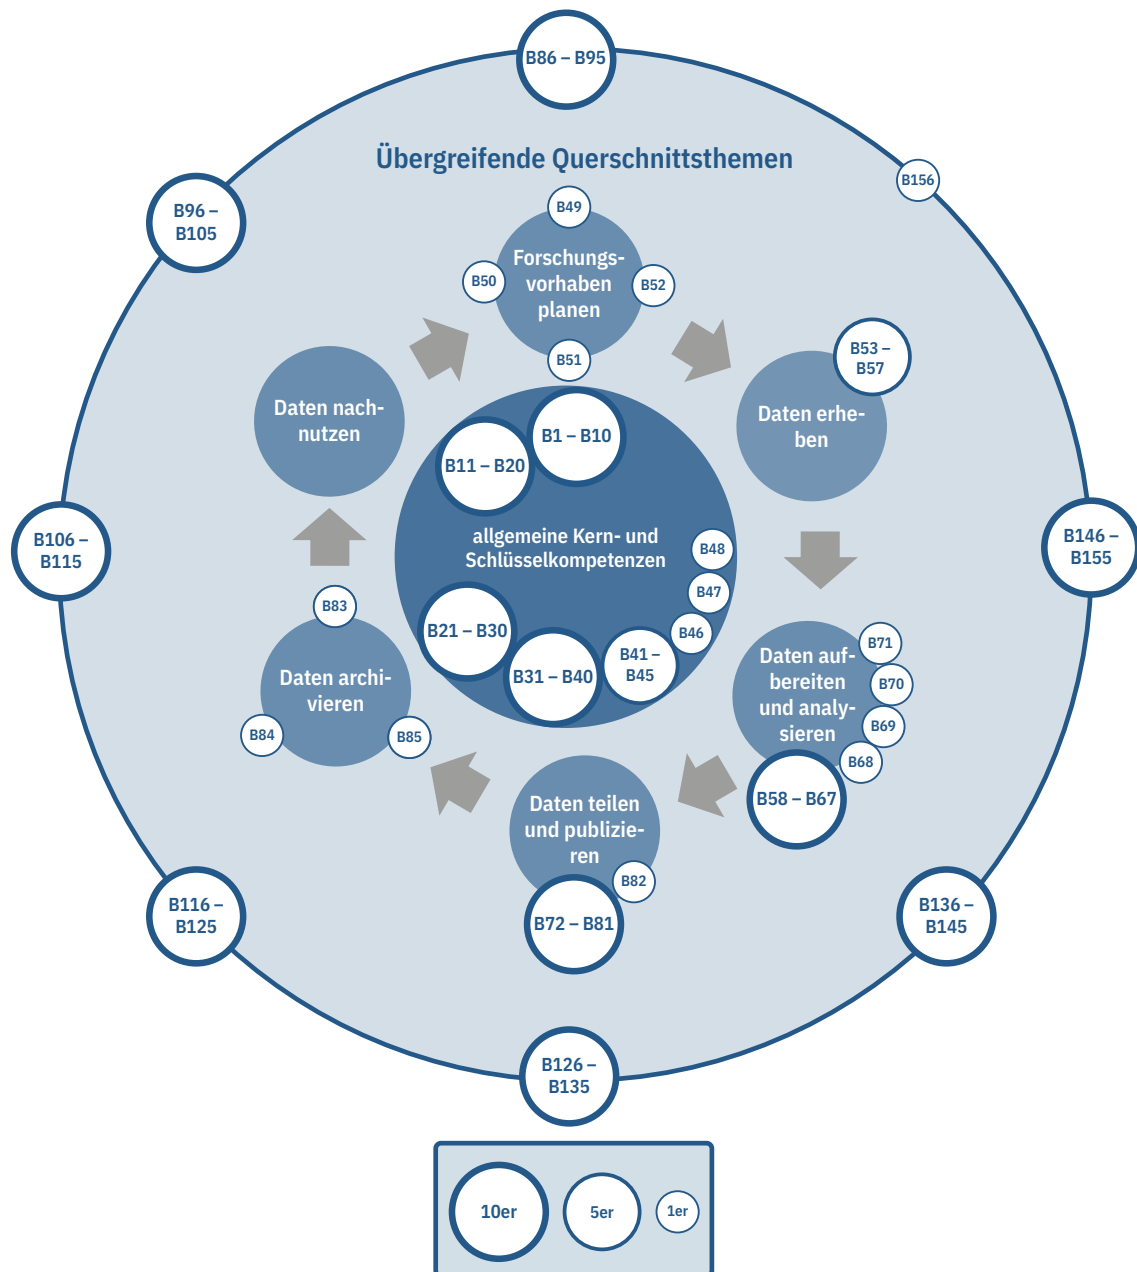 B86 – B95
Übergreifende Querschnittsthemen
B156
B96 –
B105
B49
Forschungs-
vorhaben
planen
B50
B52
B51
B53 –
B57
Daten erhe-
ben
Daten nach-
nutzen
B1 – B10
B11 – B20
allgemeine Kern- und
Schlüsselkompetenzen
B48
B47
B46
B41 –
B45
B21 – B30
B31 – B40
B106 –
B115
B146 –
B155
B83
Daten archi-
vieren
B84
B85
Daten auf-
bereiten
und analy-
sieren
B71
B70
B69
B68
B58 – B67
Daten teilen
und publizie-
ren
B82
B72 – B81
B116 –
B125
B136 –
B145
B126 –
B135
10er
5er
1er